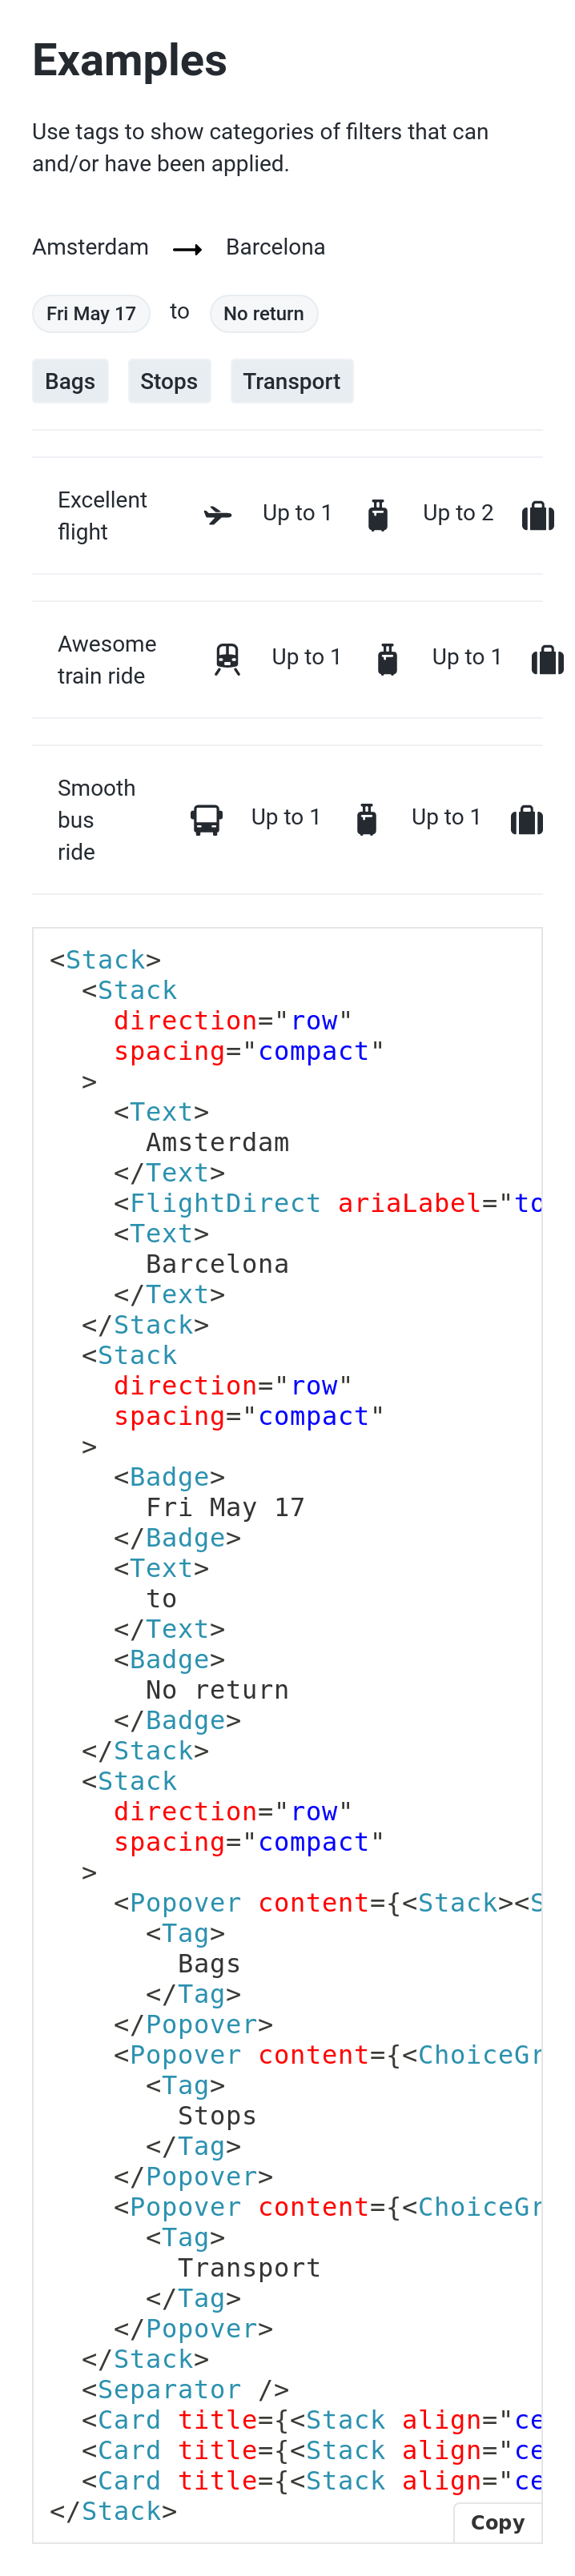 Examples
Use tags to show categories of filters that can
and/or have been applied.
Amsterdam Barcelona
Fri May 17 to No return
Bags Stops Transport
Excellent
flight
Up to 1 Up to 2
Awesome
train ride
Up to 1 Up to 1
Smooth
bus
ride
Up to 1 Up to 1
<Stack>
  <Stack
    direction="row"
    spacing="compact"
  >
    <Text>
      Amsterdam
    </Text>
    <FlightDirect ariaLabel="to
    <Text>
      Barcelona
    </Text>
  </Stack>
  <Stack
    direction="row"
    spacing="compact"
  >
    <Badge>
      Fri May 17
    </Badge>
    <Text>
      to
    </Text>
    <Badge>
      No return
    </Badge>
  </Stack>
  <Stack
    direction="row"
    spacing="compact"
  >
    <Popover content={<Stack><S
      <Tag>
        Bags
      </Tag>
    </Popover>
    <Popover content={<ChoiceGr
      <Tag>
        Stops
      </Tag>
    </Popover>
    <Popover content={<ChoiceGr
      <Tag>
        Transport
      </Tag>
    </Popover>
  </Stack>
  <Separator />
  <Card title={<Stack align="ce
  <Card title={<Stack align="ce
  <Card title={<Stack align="ce
</Stack>
Copy